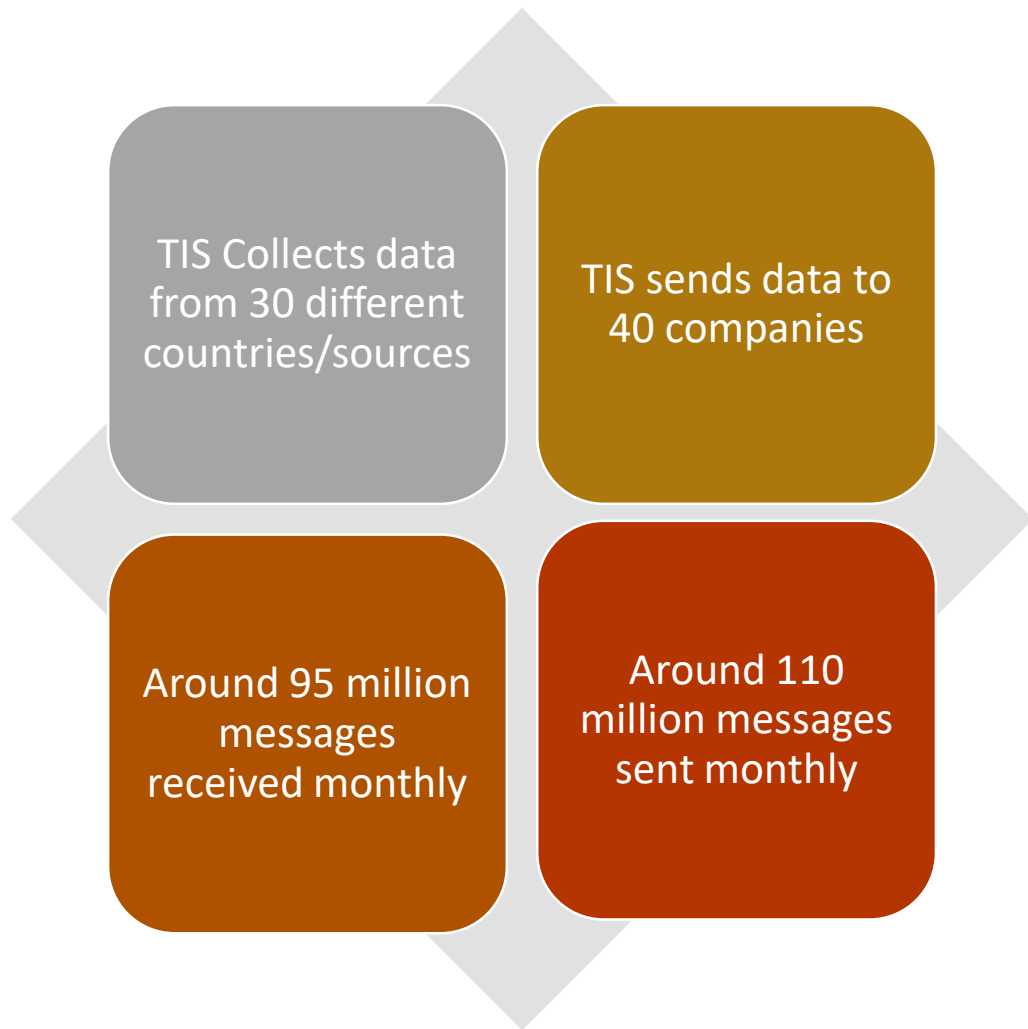 TIS Collects data
from 30 different
countries/sources
TIS sends data to
40 companies
Around 95 million
messages
received monthly
Around 110
million messages
sent monthly